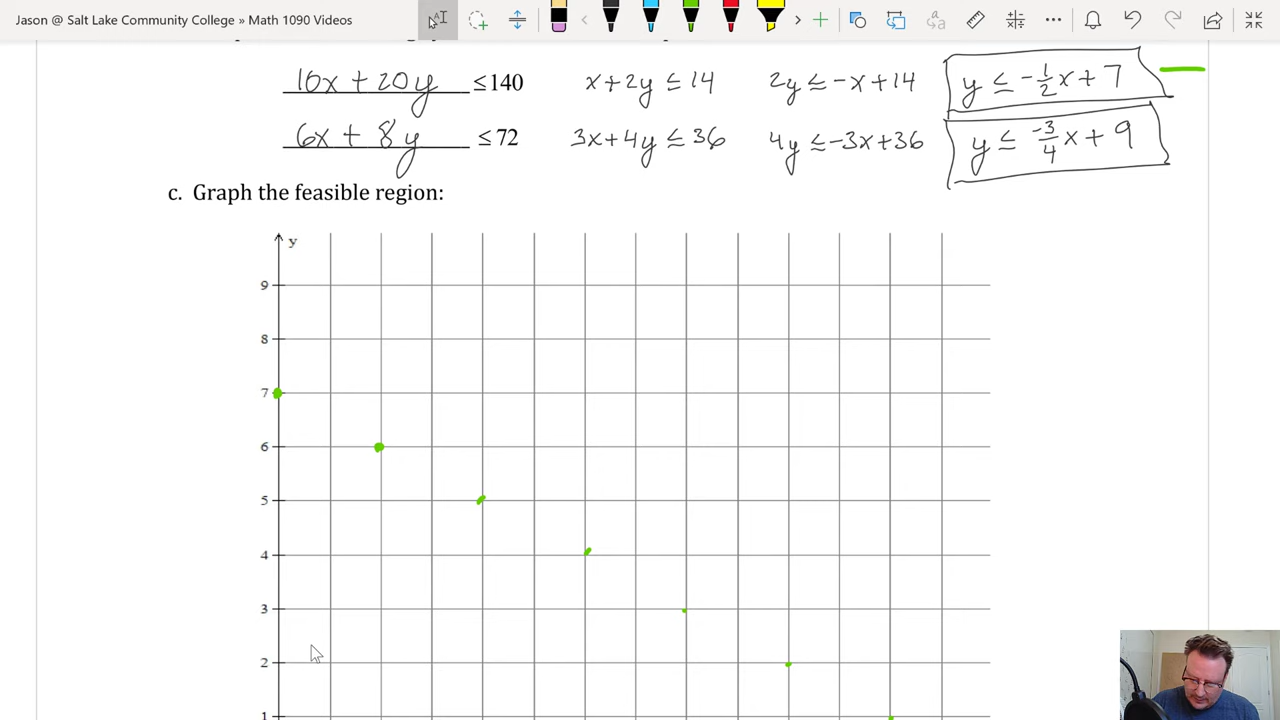 Jason @ Salt Lake Community College » Math 1090 Videos
10x + 20y ≤140 x+2y ≤ 14 2y ≤ -x+14 y ≤ -1/2x + 7
6x + 8y ≤ 72 3x+4y ≤ 36 4y ≤ -3x+36 y ≤ -3/4x + 9
c. Graph the feasible region:
y
9
8
7
6
5
4
3
2
1